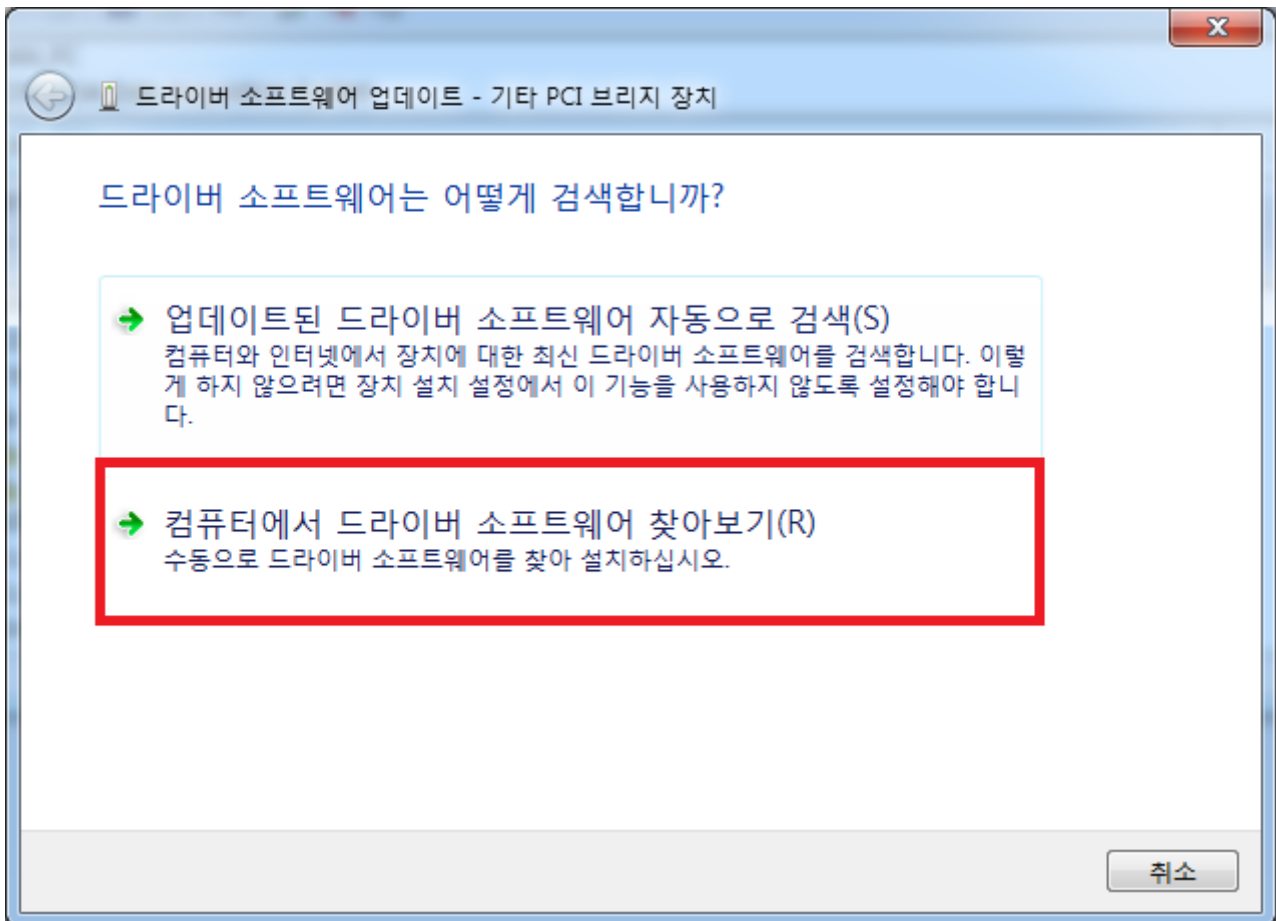 드라이버 소프트웨어 업데이트 - 기타 PCI 브리지 장치
드라이버 소프트웨어는 어떻게 검색합니까?
업데이트된 드라이버 소프트웨어 자동으로 검색(S)
컴퓨터와 인터넷에서 장치에 대한 최신 드라이버 소프트웨어를 검색합니다. 이렇
게 하지 않으려면 장치 설치 설정에서 이 기능을 사용하지 않도록 설정해야 합니
다.
컴퓨터에서 드라이버 소프트웨어 찾아보기(R)
수동으로 드라이버 소프트웨어를 찾아 설치하십시오.
취소